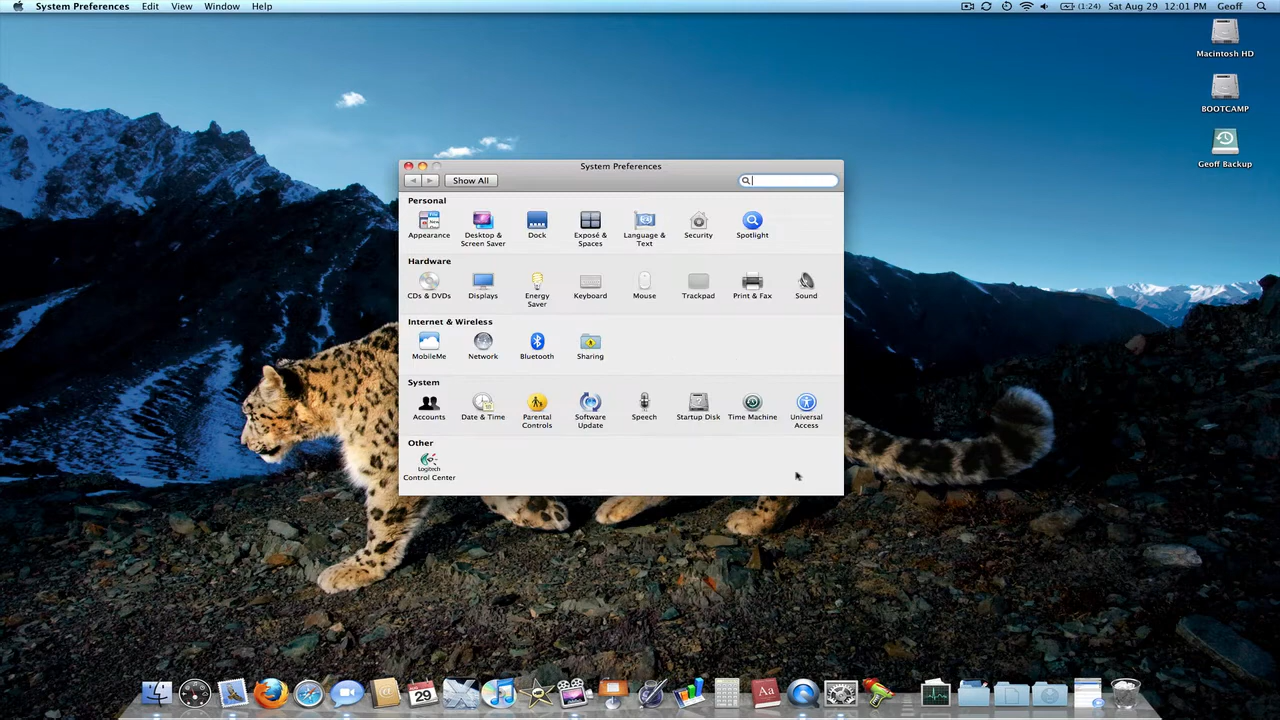 System Preferences Edit View Window Help
(1:24) Sat Aug 29 12:01 PM Geoff
Macintosh HD
BOOTCAMP
Geoff Backup
System Preferences
Show All
Personal
Appearance
Desktop &
Screen Saver
Dock
Exposé &
Spaces
Language &
Text
Security
Spotlight
Hardware
CDs & DVDs
Displays
Energy
Saver
Keyboard
Mouse
Trackpad
Print & Fax
Sound
Internet & Wireless
MobileMe
Network
Bluetooth
Sharing
System
Accounts
Date & Time
Parental
Controls
Software
Update
Speech
Startup Disk
Time Machine
Universal
Access
Other
Logitech
Control Center
29
Aa